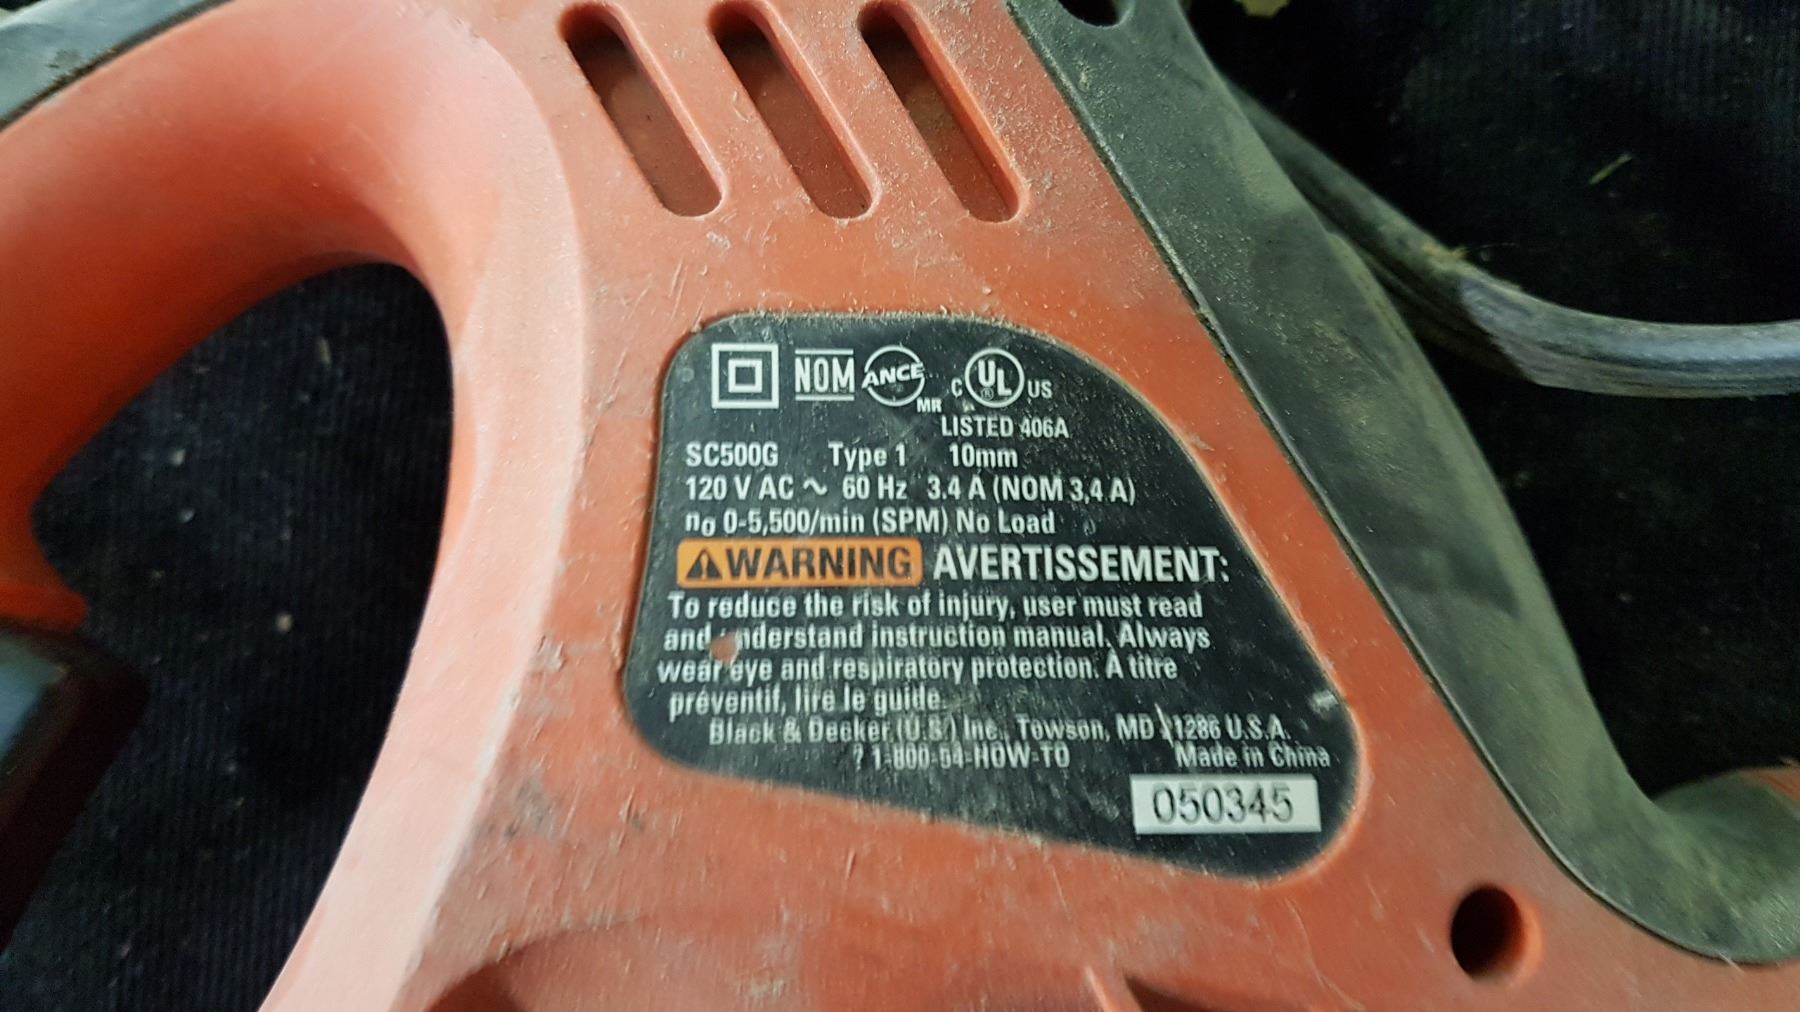 NOM ANCE MR C UL ® US
LISTED 406A
SC500G Type 1 10mm
120 V AC ~ 60 Hz 3.4 A (NOM 3,4 A)
no 0-5,500/min (SPM) No Load
WARNING AVERTISSEMENT:
To reduce the risk of injury, user must read
and understand instruction manual. Always
wear eye and respiratory protection. À titre
préventif, lire le guide.
Black & Decker (U.S.) Inc., Towson, MD 21286 U.S.A.
? 1-800-54-HOW-TO Made in China
050345